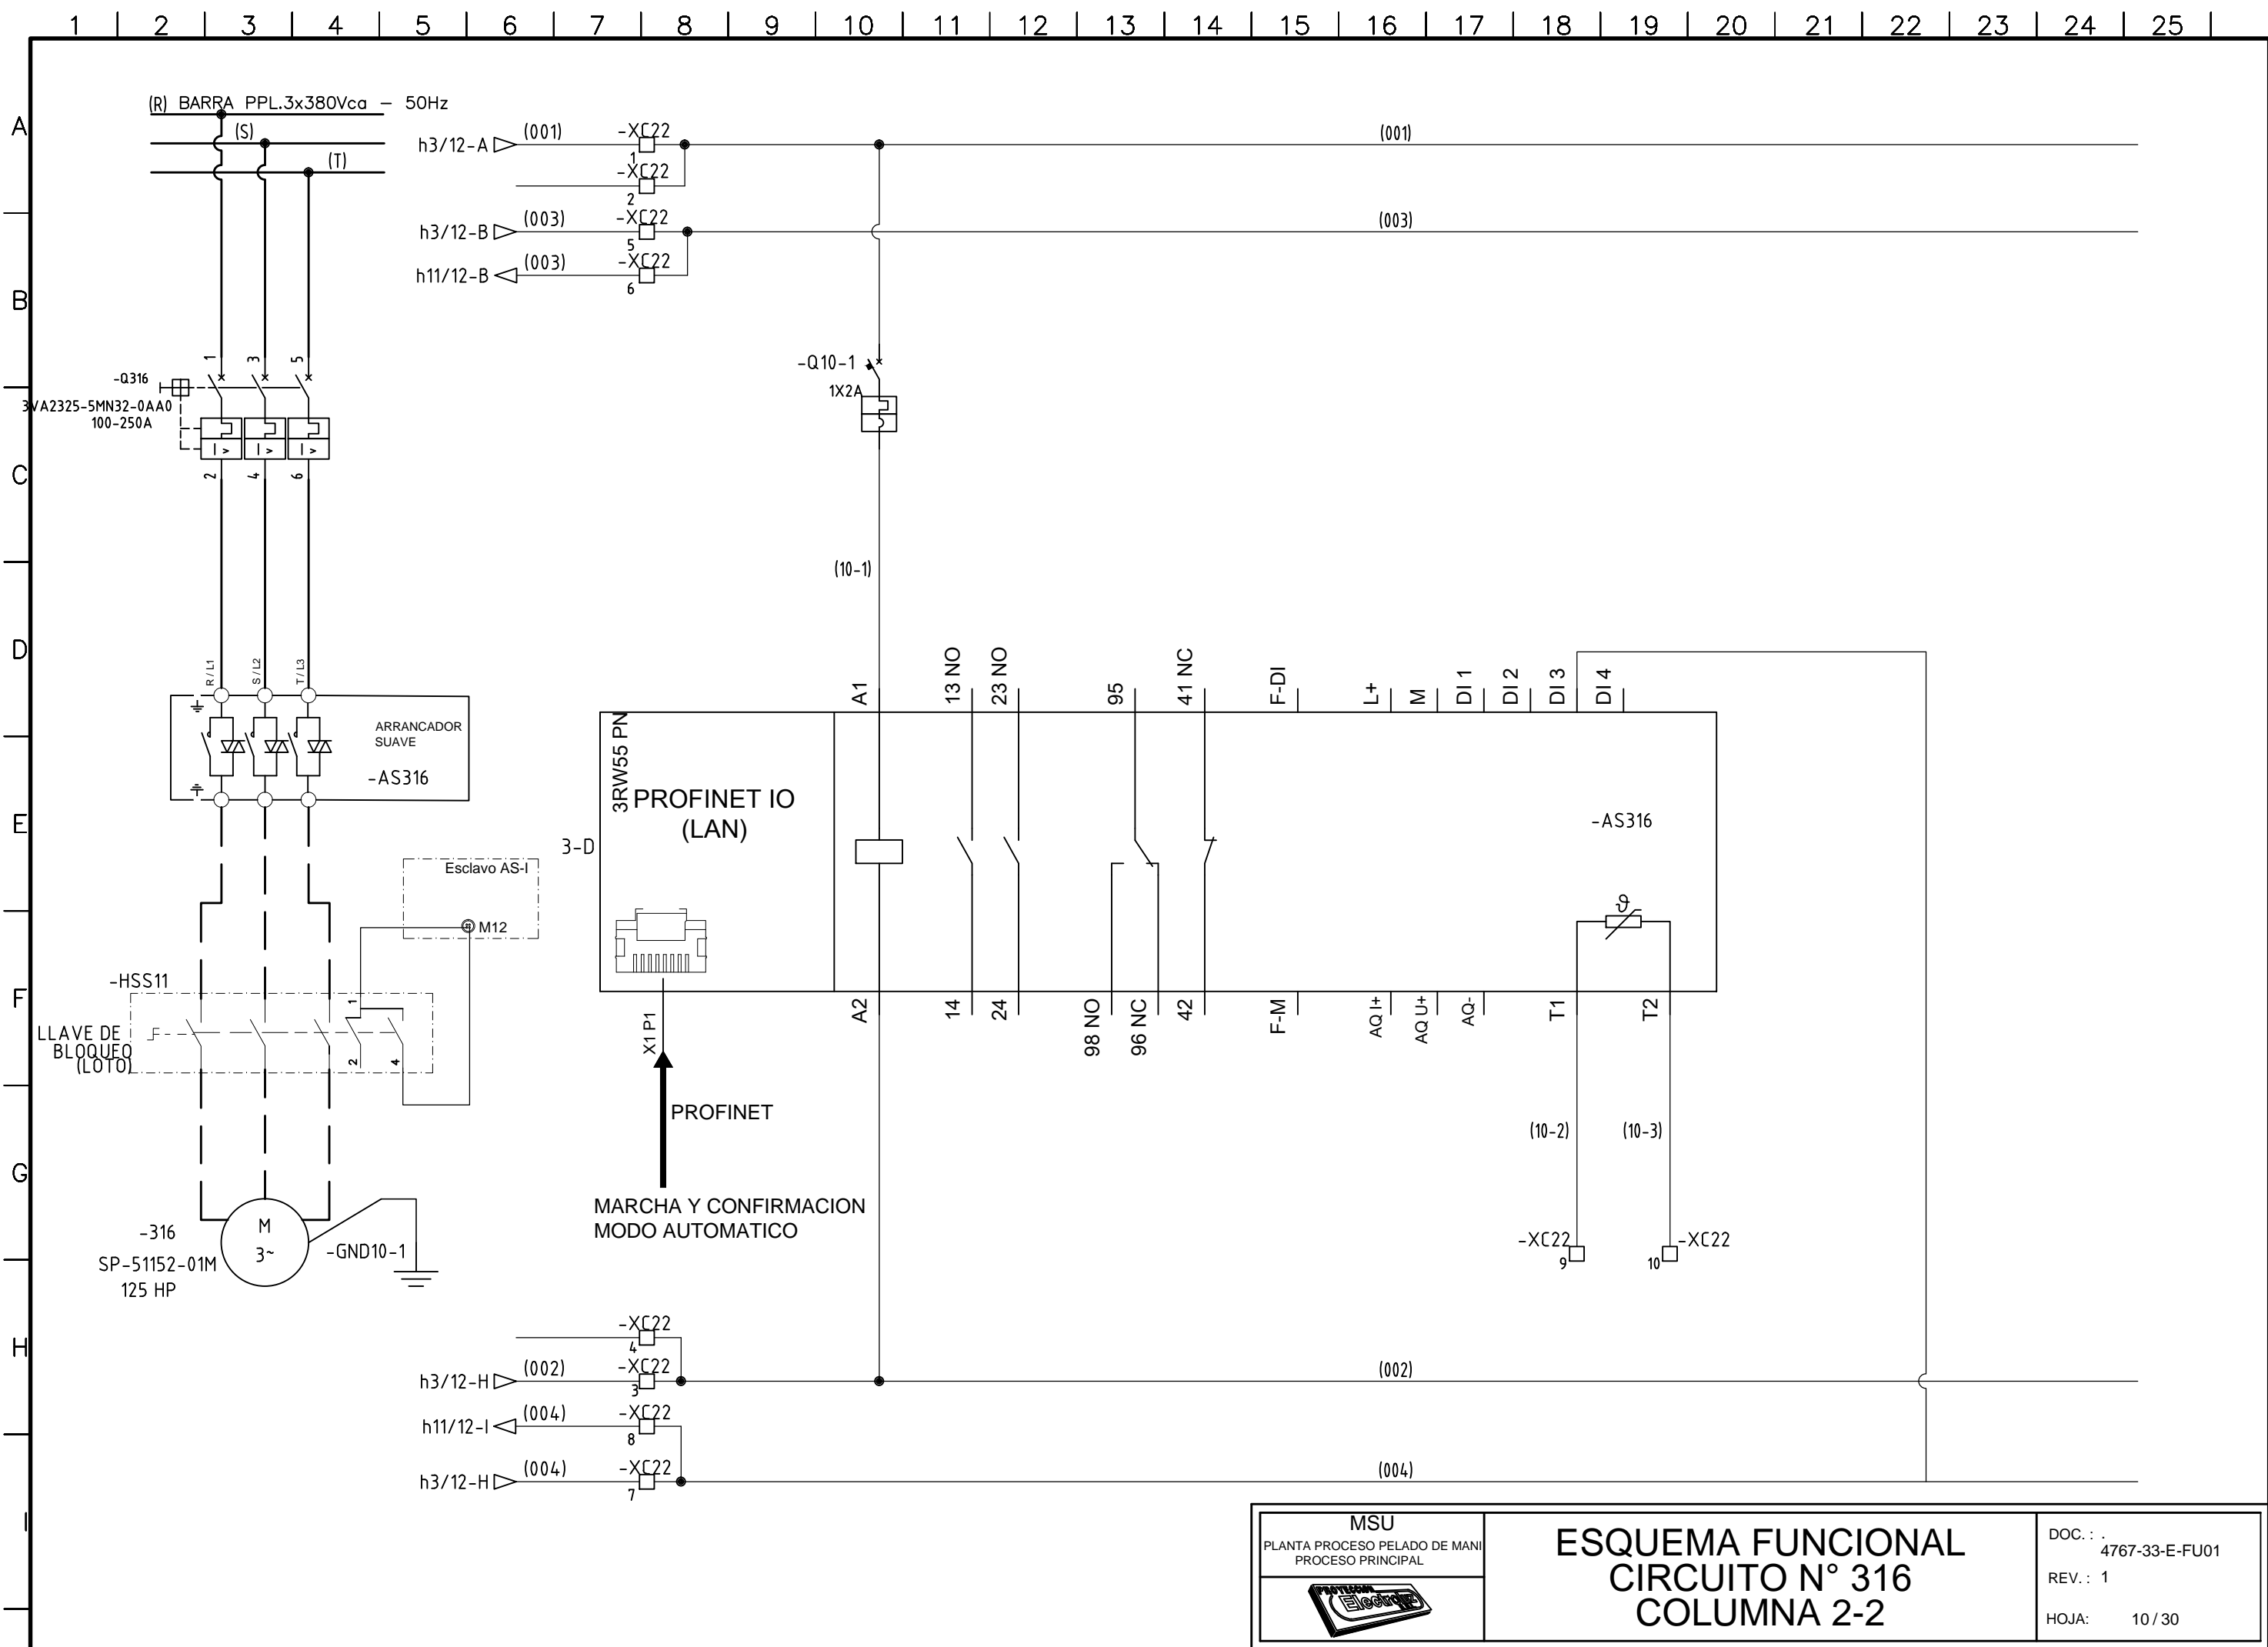 1 2 3 4 5 6 7 8 9 10 11 12 13 14 15 16 17 18 19 20 21 22 23 24 25
A
B
C
D
E
F
G
H
I
(R) BARRA PPL.3x380Vca - 50Hz
(S)
(T)
h3/12-A (001) -XC22 (001)
1
-XC22
2
h3/12-B (003) -XC22 (003)
5
h11/12-B (003) -XC22
6
1 3 5
-Q316
3VA2325-5MN32-0AA0
100-250A
I > I > I >
2 4 6
-Q10-1
1X2A
(10-1)
R/L1 S/L2 T/L3
ARRANCADOR
SUAVE
-AS316
A1 13 NO 23 NO 95 41 NC F-DI L+ M DI 1 DI 2 DI 3 DI 4
3RW55 PN
PROFINET IO
(LAN)
3-D
-AS316
ϑ
A2 14 24 98 NO 96 NC 42 F-M AQ I+ AQ U+ AQ- T1 T2
X1 P1
Esclavo AS-I
M12
-HSS11
LLAVE DE
BLOQUEO
(LOTO)
1
2 4
PROFINET
MARCHA Y CONFIRMACION
MODO AUTOMATICO
(10-2) (10-3)
-XC22 -XC22
9 10
M
3~
-316
SP-51152-01M
125 HP
-GND10-1
-XC22
4
h3/12-H (002) -XC22 (002)
3
h11/12-I (004) -XC22
8
h3/12-H (004) -XC22 (004)
7
MSU
PLANTA PROCESO PELADO DE MANI
PROCESO PRINCIPAL
PROYECCION
Electroluz
ESQUEMA FUNCIONAL
CIRCUITO N° 316
COLUMNA 2-2
DOC. : .
4767-33-E-FU01
REV. : 1
HOJA: 10 / 30